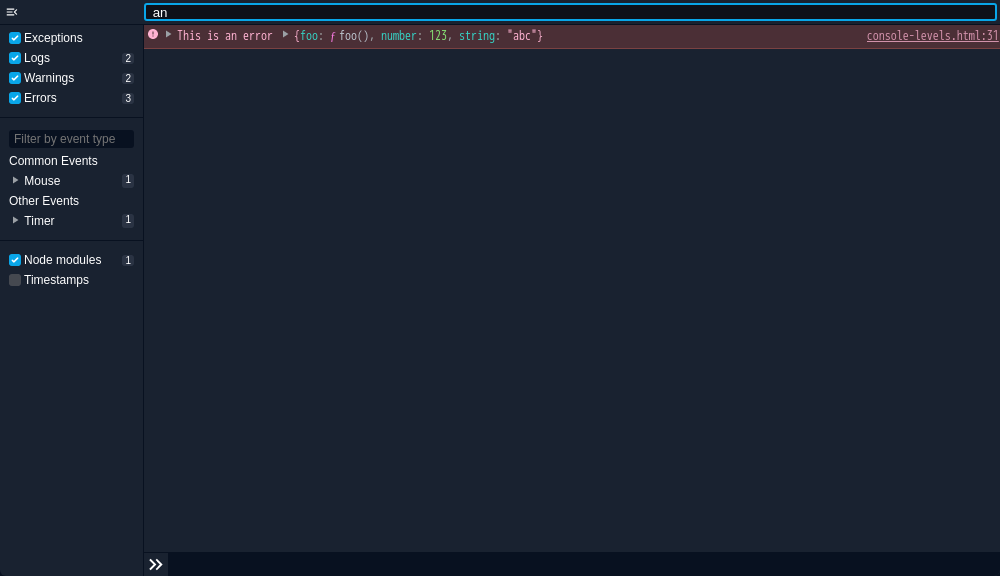 an
Exceptions
Logs 2
Warnings 2
Errors 3
Filter by event type
Common Events
Mouse 1
Other Events
Timer 1
Node modules 1
Timestamps
This is an error {foo: ƒ foo(), number: 123, string: "abc"} console-levels.html:31